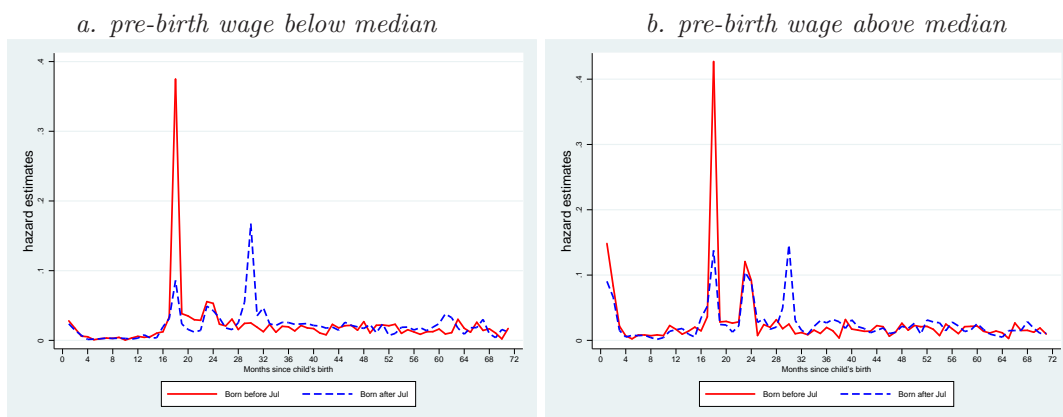 a. pre-birth wage below median
hazard estimates
0 .1 .2 .3 .4
0 4 8 12 16 20 24 28 32 36 40 44 48 52 56 60 64 68 72
Months since child's birth
Born before Jul Born after Jul
b. pre-birth wage above median
hazard estimates
0 .1 .2 .3 .4
0 4 8 12 16 20 24 28 32 36 40 44 48 52 56 60 64 68 72
Months since child's birth
Born before Jul Born after Jul